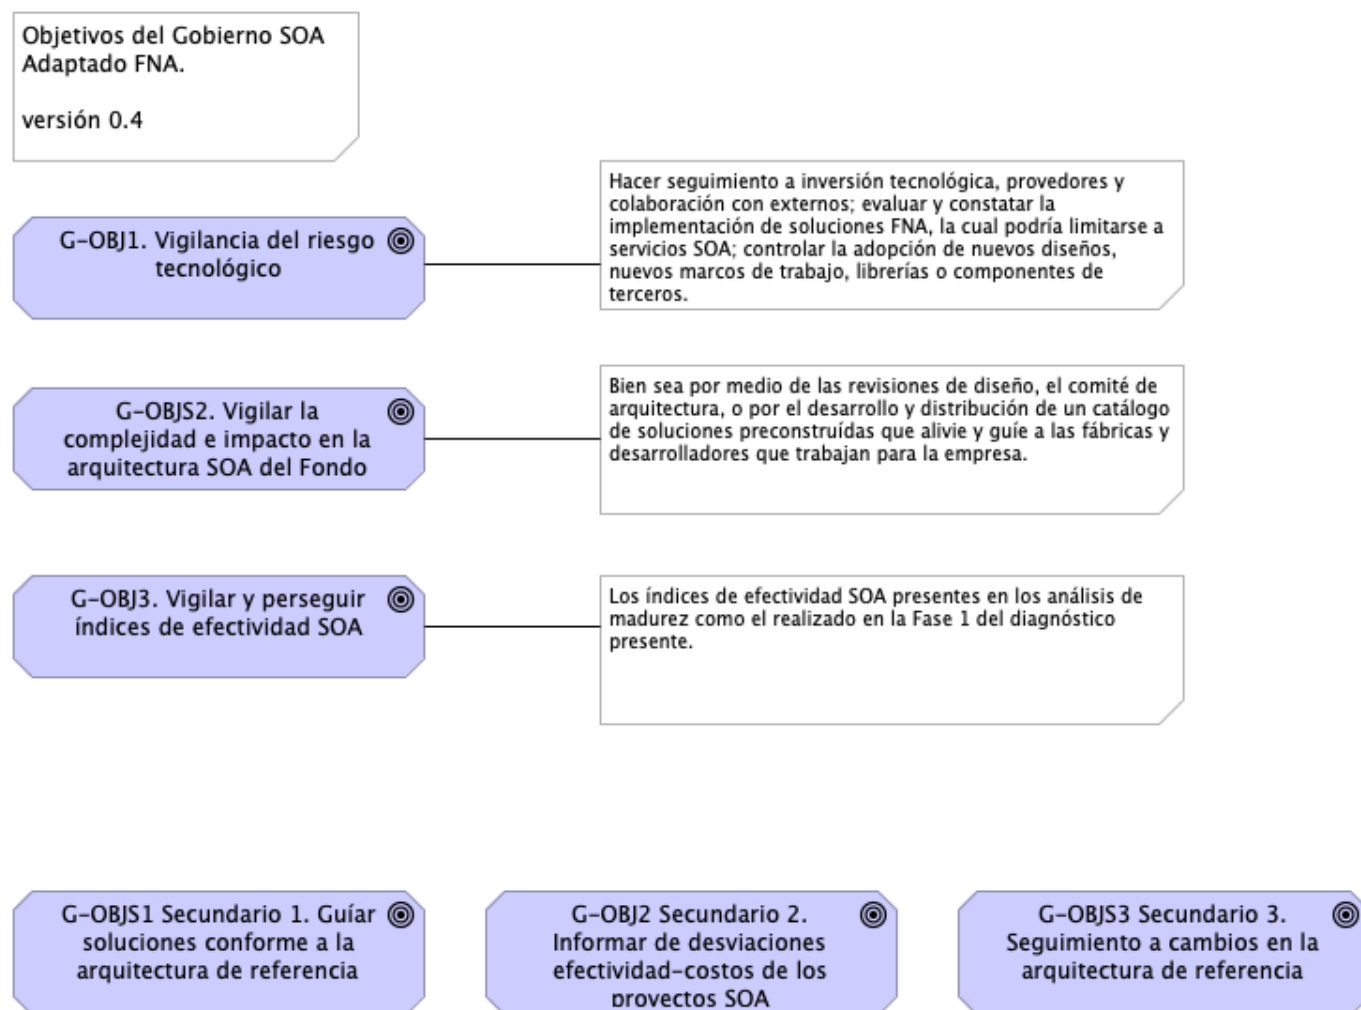 Objetivos del Gobierno SOA
Adaptado FNA.
versión 0.4
G-OBJ1. Vigilancia del riesgo
tecnológico
Hacer seguimiento a inversión tecnológica, provedores y
colaboración con externos; evaluar y constatar la
implementación de soluciones FNA, la cual podría limitarse a
servicios SOA; controlar la adopción de nuevos diseños,
nuevos marcos de trabajo, librerías o componentes de
terceros.
G-OBJS2. Vigilar la
complejidad e impacto en la
arquitectura SOA del Fondo
Bien sea por medio de las revisiones de diseño, el comité de
arquitectura, o por el desarrollo y distribución de un catálogo
de soluciones preconstruídas que alivie y guíe a las fábricas y
desarrolladores que trabajan para la empresa.
G-OBJ3. Vigilar y perseguir
índices de efectividad SOA
Los índices de efectividad SOA presentes en los análisis de
madurez como el realizado en la Fase 1 del diagnóstico
presente.
G-OBJS1 Secundario 1. Guíar
soluciones conforme a la
arquitectura de referencia
G-OBJ2 Secundario 2.
Informar de desviaciones
efectividad-costos de los
proyectos SOA
G-OBJS3 Secundario 3.
Seguimiento a cambios en la
arquitectura de referencia